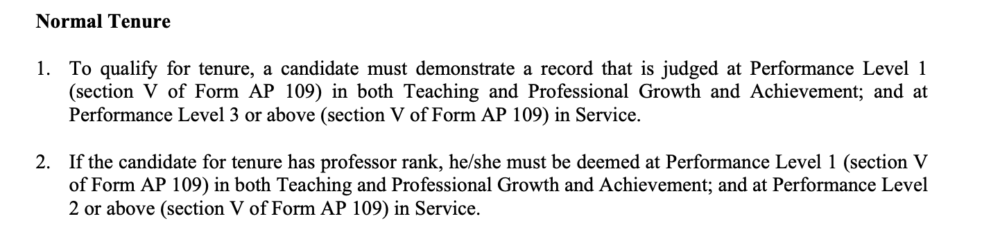 Normal Tenure
1. To qualify for tenure, a candidate must demonstrate a record that is judged at Performance Level 1
(section V of Form AP 109) in both Teaching and Professional Growth and Achievement; and at
Performance Level 3 or above (section V of Form AP 109) in Service.
2. If the candidate for tenure has professor rank, he/she must be deemed at Performance Level 1 (section V
of Form AP 109) in both Teaching and Professional Growth and Achievement; and at Performance Level
2 or above (section V of Form AP 109) in Service.